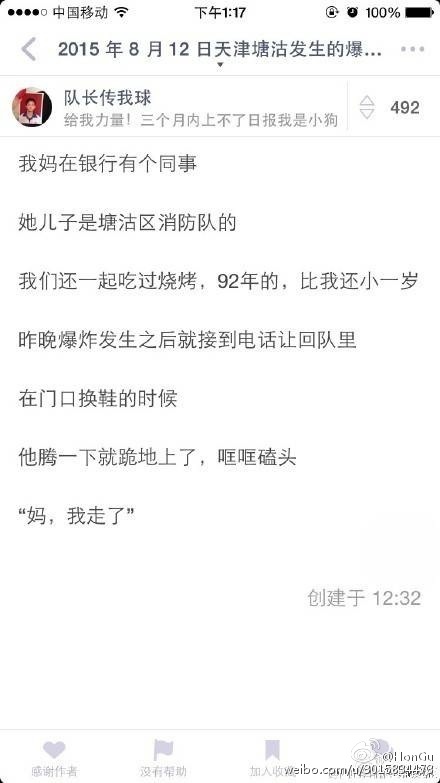 中国移动 下午1:17 100%
2015 年 8 月 12 日天津塘沽发生的爆...
队长传我球
给我力量！三个月内上不了日报我是小狗
492
我妈在银行有个同事
她儿子是塘沽区消防队的
我们还一起吃过烧烤，92年的，比我还小一岁
昨晚爆炸发生之后就接到电话让回队里
在门口换鞋的时候
他腾一下就跪地上了，哐哐磕头
“妈，我走了”
创建于 12:32
感谢作者 没有帮助 加入收藏
@HonGu
weibo.com/u/3015834473